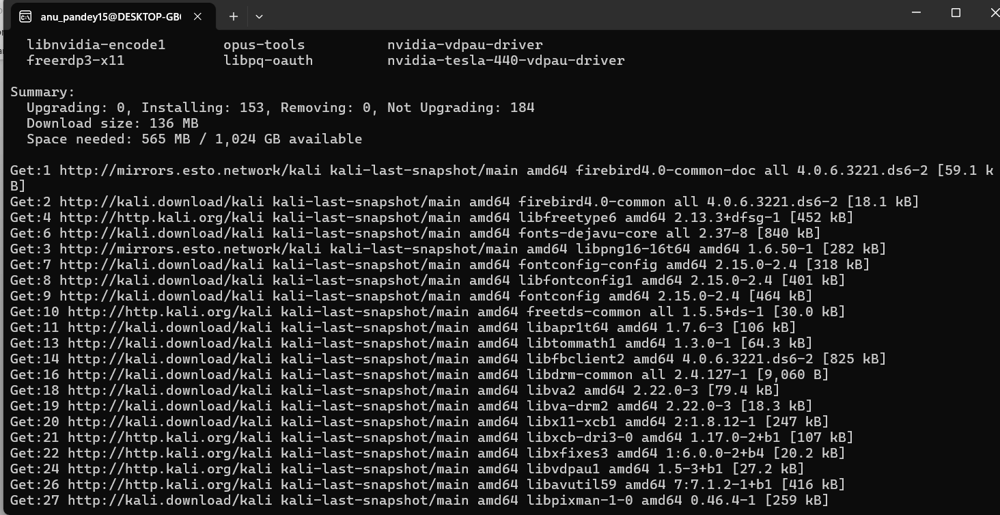 anu_pandey15@DESKTOP-GB
libnvidia-encode1 opus-tools nvidia-vdpau-driver
freerdp3-x11 libpq-oauth nvidia-tesla-440-vdpau-driver
Summary:
Upgrading: 0, Installing: 153, Removing: 0, Not Upgrading: 184
Download size: 136 MB
Space needed: 565 MB / 1,024 GB available
Get:1 http://mirrors.esto.network/kali kali-last-snapshot/main amd64 firebird4.0-common-doc all 4.0.6.3221.ds6-2 [59.1 k
B]
Get:2 http://kali.download/kali kali-last-snapshot/main amd64 firebird4.0-common all 4.0.6.3221.ds6-2 [18.1 kB]
Get:4 http://http.kali.org/kali kali-last-snapshot/main amd64 libfreetype6 amd64 2.13.3+dfsg-1 [452 kB]
Get:6 http://kali.download/kali kali-last-snapshot/main amd64 fonts-dejavu-core all 2.37-8 [840 kB]
Get:3 http://mirrors.esto.network/kali kali-last-snapshot/main amd64 libpng16-16t64 amd64 1.6.50-1 [282 kB]
Get:7 http://kali.download/kali kali-last-snapshot/main amd64 fontconfig-config amd64 2.15.0-2.4 [318 kB]
Get:8 http://kali.download/kali kali-last-snapshot/main amd64 libfontconfig1 amd64 2.15.0-2.4 [401 kB]
Get:9 http://kali.download/kali kali-last-snapshot/main amd64 fontconfig amd64 2.15.0-2.4 [464 kB]
Get:10 http://http.kali.org/kali kali-last-snapshot/main amd64 freetds-common all 1.5.5+ds-1 [30.0 kB]
Get:11 http://kali.download/kali kali-last-snapshot/main amd64 libapr1t64 amd64 1.7.6-3 [106 kB]
Get:13 http://kali.download/kali kali-last-snapshot/main amd64 libtommath1 amd64 1.3.0-1 [64.3 kB]
Get:14 http://kali.download/kali kali-last-snapshot/main amd64 libfbclient2 amd64 4.0.6.3221.ds6-2 [825 kB]
Get:16 http://kali.download/kali kali-last-snapshot/main amd64 libdrm-common all 2.4.127-1 [9,060 B]
Get:18 http://kali.download/kali kali-last-snapshot/main amd64 libva2 amd64 2.22.0-3 [79.4 kB]
Get:19 http://kali.download/kali kali-last-snapshot/main amd64 libva-drm2 amd64 2.22.0-3 [18.3 kB]
Get:20 http://kali.download/kali kali-last-snapshot/main amd64 libx11-xcb1 amd64 2:1.8.12-1 [247 kB]
Get:21 http://http.kali.org/kali kali-last-snapshot/main amd64 libxcb-dri3-0 amd64 1.17.0-2+b1 [107 kB]
Get:22 http://http.kali.org/kali kali-last-snapshot/main amd64 libxfixes3 amd64 1:6.0.0-2+b4 [20.2 kB]
Get:24 http://http.kali.org/kali kali-last-snapshot/main amd64 libvdpau1 amd64 1.5-3+b1 [27.2 kB]
Get:26 http://http.kali.org/kali kali-last-snapshot/main amd64 libavutil59 amd64 7:7.1.2-1+b1 [416 kB]
Get:27 http://kali.download/kali kali-last-snapshot/main amd64 libpixman-1-0 amd64 0.46.4-1 [259 kB]